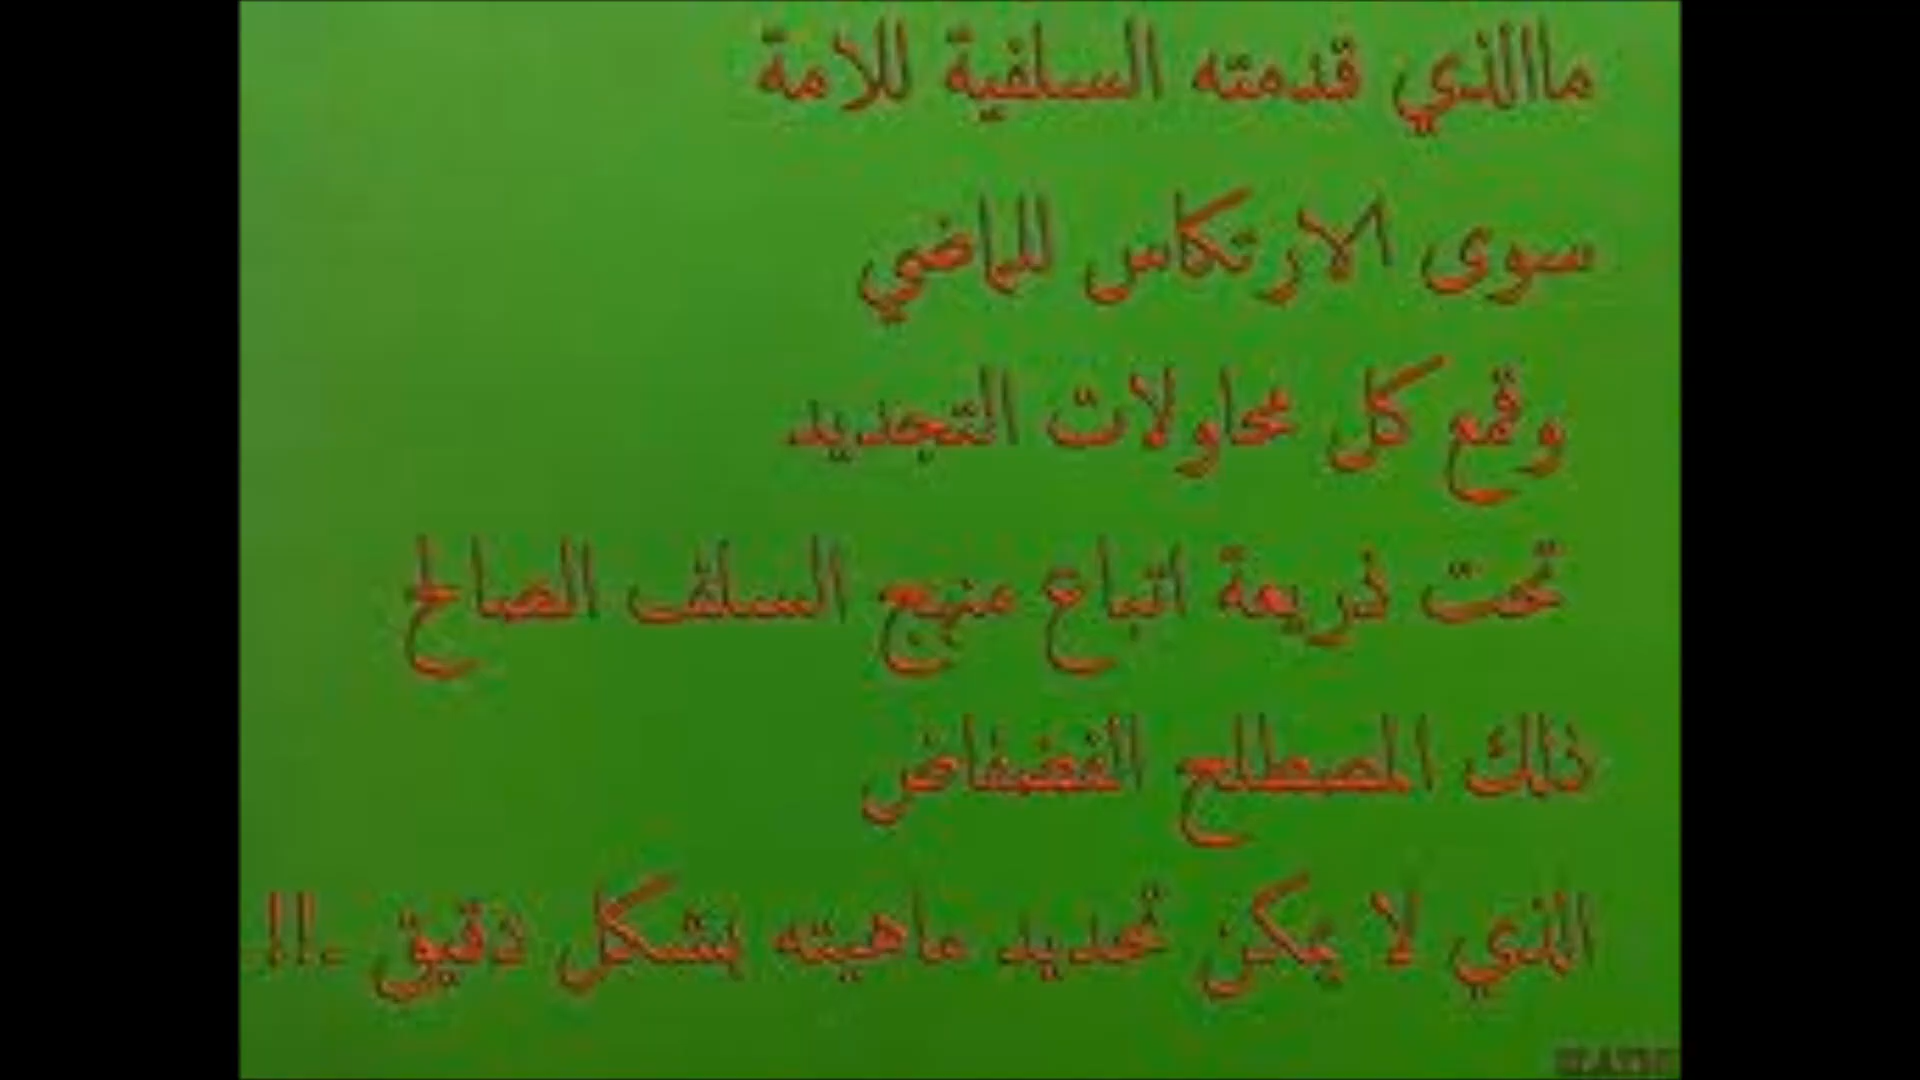 ماالذي قدمته السلفية للامة
سوى الارتكاس للماضي
وقمع كل محاولات التجديد
تحت ذريعة اتباع منهج السلف الصالح
ذلك المصطلح الفضفاض
الذي لا يمكن تحديد ماهيته بشكل دقيق .!!